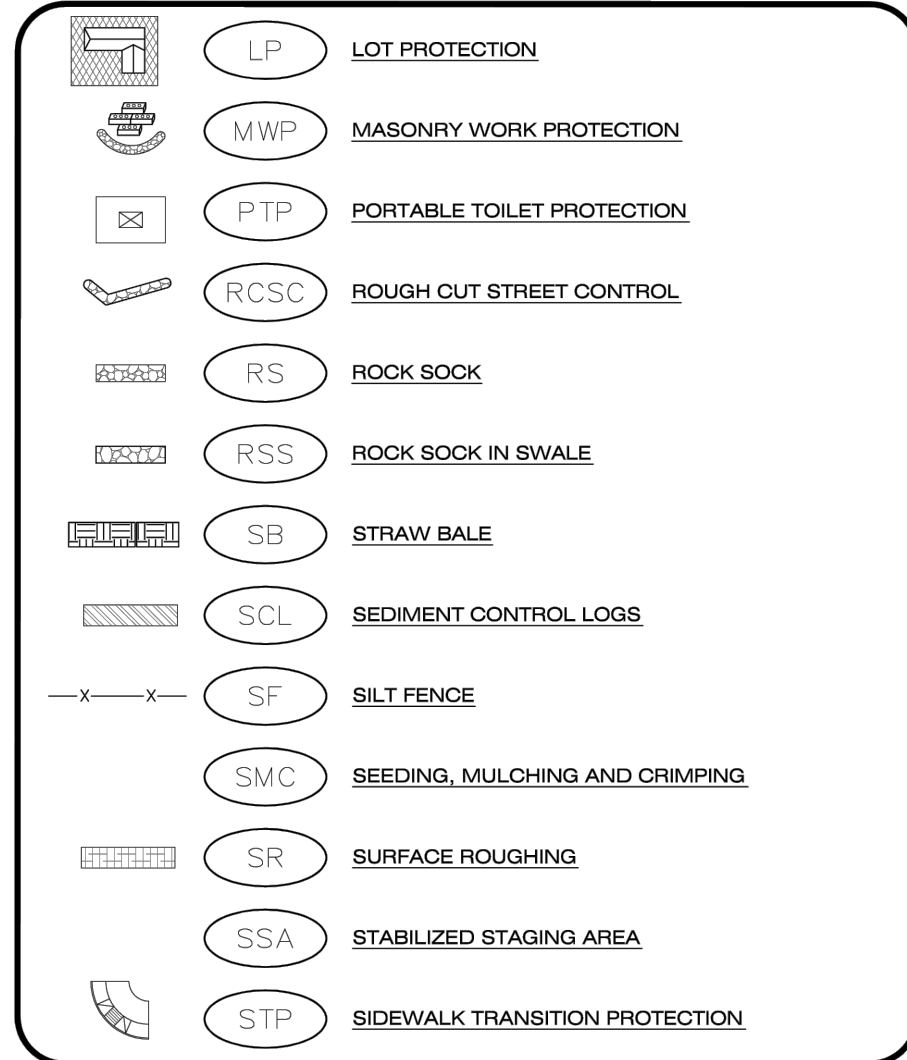 LP LOT PROTECTION
MWP MASONRY WORK PROTECTION
PTP PORTABLE TOILET PROTECTION
RCSC ROUGH CUT STREET CONTROL
RS ROCK SOCK
RSS ROCK SOCK IN SWALE
SB STRAW BALE
SCL SEDIMENT CONTROL LOGS
X X SF SILT FENCE
SMC SEEDING, MULCHING AND CRIMPING
SR SURFACE ROUGHING
SSA STABILIZED STAGING AREA
STP SIDEWALK TRANSITION PROTECTION